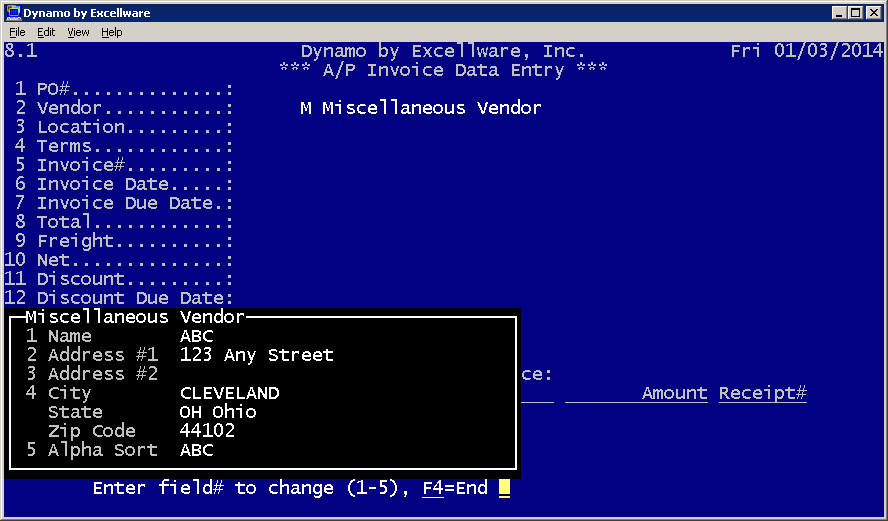 Dynamo by Excellware
File Edit View Help
8.1 Dynamo by Excellware, Inc. Fri 01/03/2014
*** A/P Invoice Data Entry ***
1 PO#..............:
2 Vendor...........: M Miscellaneous Vendor
3 Location.........:
4 Terms............:
5 Invoice#.........:
6 Invoice Date.....:
7 Invoice Due Date.:
8 Total............:
9 Freight..........:
10 Net..............:
11 Discount.........:
12 Discount Due Date:
Miscellaneous Vendor
1 Name ABC
2 Address #1 123 Any Street
3 Address #2 ce:
4 City CLEVELAND Amount Receipt#
State OH Ohio
Zip Code 44102
5 Alpha Sort ABC
Enter field# to change (1-5), F4=End